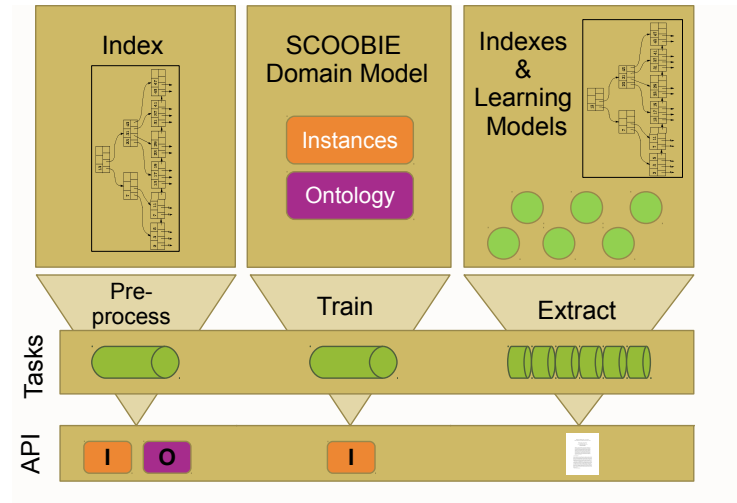 Index
SCOOBIE
Domain Model
Instances
Ontology
Indexes
&
Learning
Models
Pre-
process
Train
Extract
Tasks
API
I
O
I